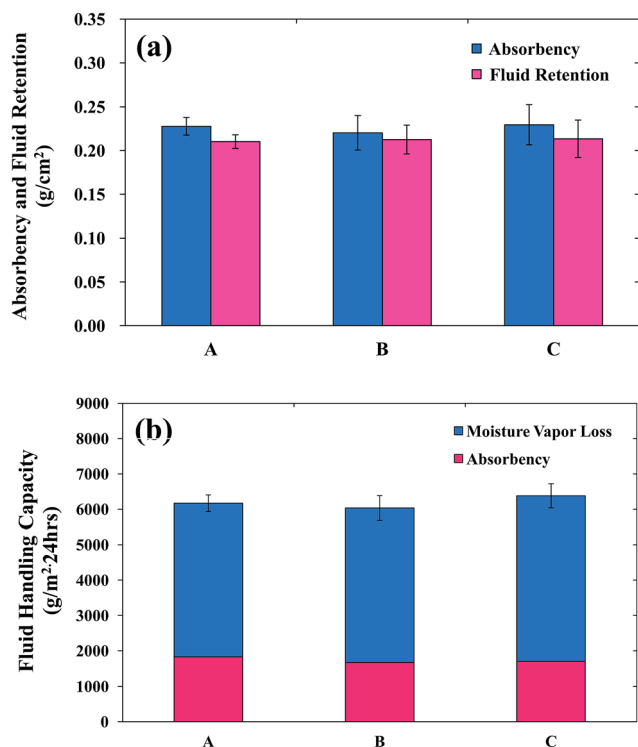 (a)
Absorbency
Fluid Retention
Absorbency and Fluid Retention
(g/cm²)
0.35
0.30
0.25
0.20
0.15
0.10
0.05
0.00
A B C
(b)
Moisture Vapor Loss
Absorbency
Fluid Handling Capacity
(g/m²·24hrs)
9000
8000
7000
6000
5000
4000
3000
2000
1000
0
A B C